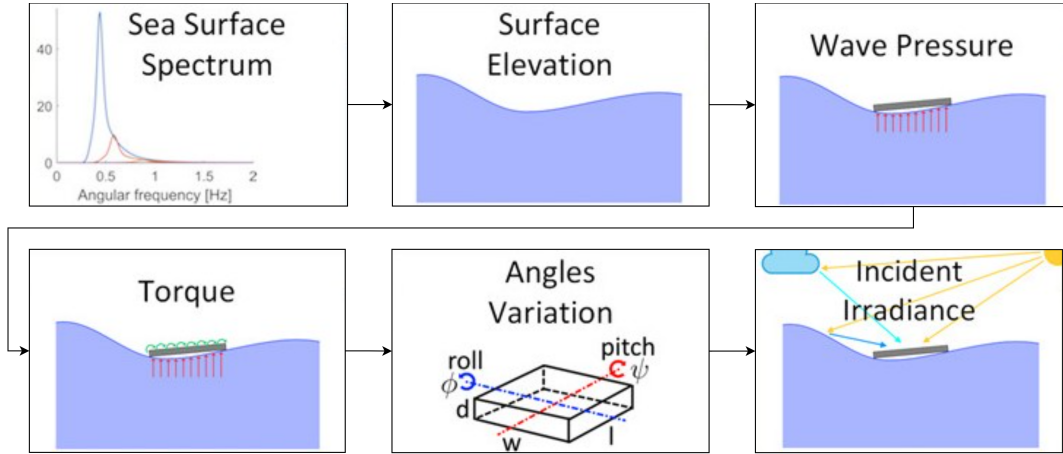 Sea Surface
Spectrum
40
20
0
0 0.5 1 1.5 2
Angular frequency [Hz]
Surface
Elevation
Wave Pressure
Torque
Angles
Variation
roll
pitch
ϕ
ψ
d
w
l
Incident
Irradiance